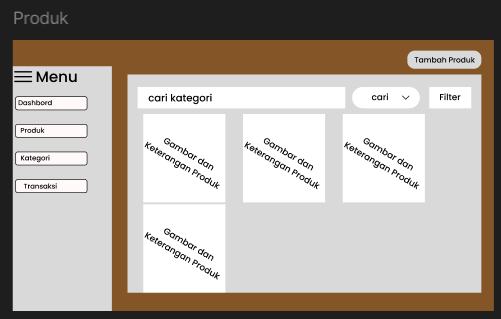 Produk
Tambah Produk
Menu
Dashbord
Produk
Kategori
Transaksi
cari kategori
cari
Filter
Gambar dan
Keterangan Produk
Gambar dan
Keterangan Produk
Gambar dan
Keterangan Produk
Gambar dan
Keterangan Produk